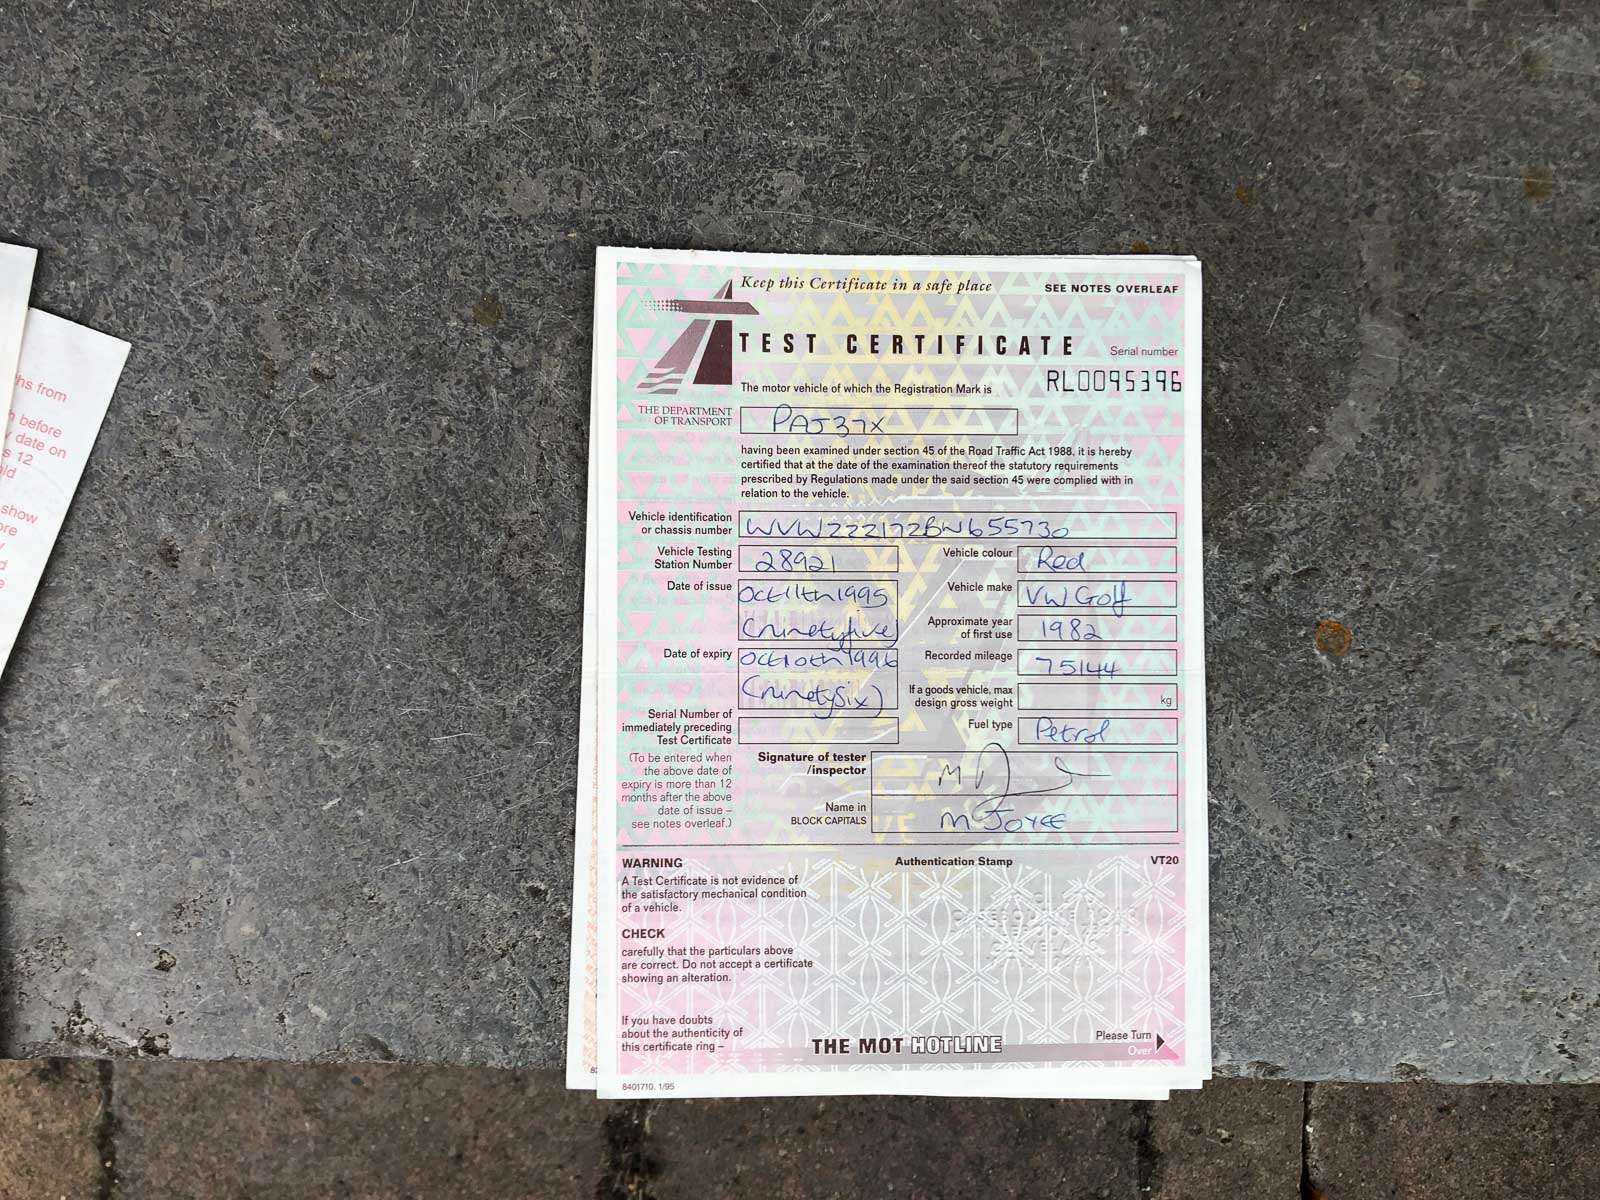 hs from
before
date on
12
show
Keep this Certificate in a safe place
SEE NOTES OVERLEAF
TEST CERTIFICATE
Serial number
The motor vehicle of which the Registration Mark is
RL0095396
THE DEPARTMENT
OF TRANSPORT
PAJ37X
having been examined under section 45 of the Road Traffic Act 1988, it is hereby
certified that at the date of the examination thereof the statutory requirements
prescribed by Regulations made under the said section 45 were complied with in
relation to the vehicle.
Vehicle identification
or chassis number
WVWZZZ17ZBW655730
Vehicle Testing
Station Number
28921
Vehicle colour
Red
Date of issue
Oct 11th 1995
(ninetyfive)
Vehicle make
VW Golf
Approximate year
of first use
1982
Date of expiry
Oct 10th 1996
(ninetysix)
Recorded mileage
75144
If a goods vehicle, max
design gross weight
kg
Serial Number of
immediately preceding
Test Certificate
Fuel type
Petrol
(To be entered when
the above date of
expiry is more than 12
months after the above
date of issue –
see notes overleaf.)
Signature of tester
/inspector
Name in
BLOCK CAPITALS
M JOYCE
WARNING
Authentication Stamp
VT20
A Test Certificate is not evidence of
the satisfactory mechanical condition
of a vehicle.
CHECK
carefully that the particulars above
are correct. Do not accept a certificate
showing an alteration.
If you have doubts
about the authenticity of
this certificate ring –
THE MOT HOTLINE
Please Turn
Over
8401710. 1/95